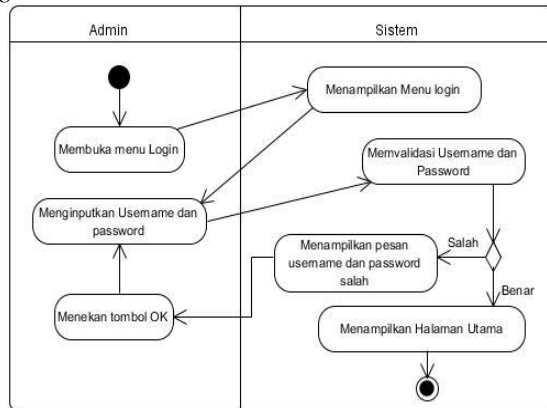 Admin
Sistem
Menampilkan Menu login
Membuka menu Login
Memvalidasi Username dan
Password
Menginputkan Username dan
password
Menampilkan pesan
username dan password
salah
Salah
Benar
Menekan tombol OK
Menampilkan Halaman Utama